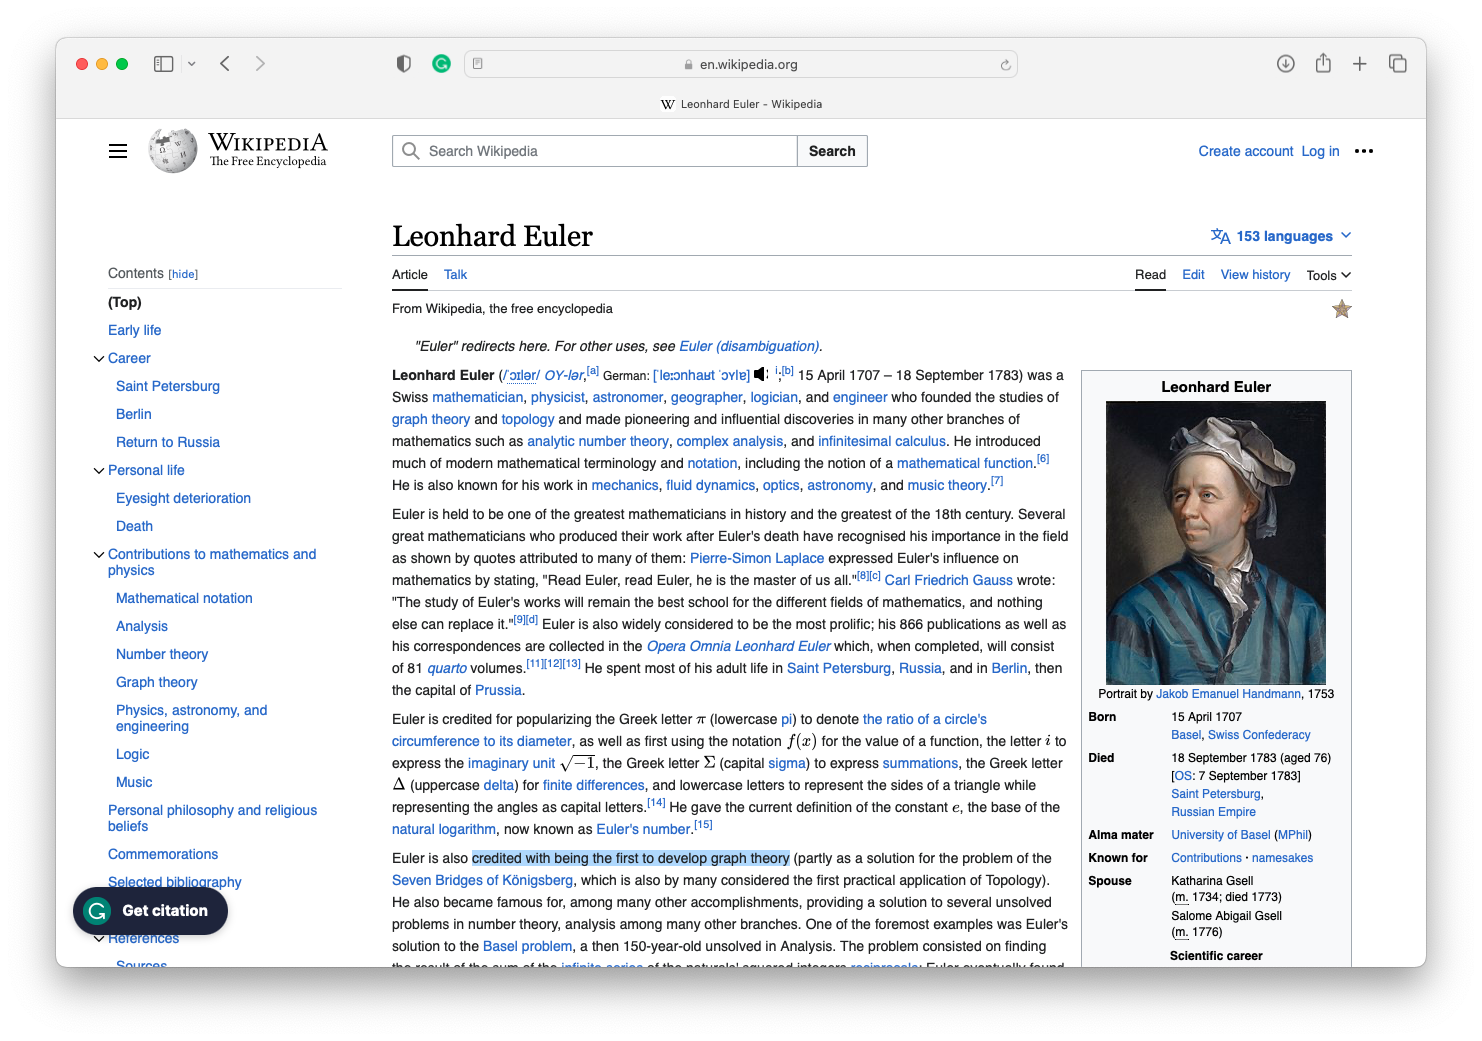 en.wikipedia.org
Leonhard Euler - Wikipedia
WIKIPEDIA
The Free Encyclopedia
Search Wikipedia
Search
Create account Log in
Leonhard Euler
153 languages
Contents [hide]
(Top)
Early life
Career
Saint Petersburg
Berlin
Return to Russia
Personal life
Eyesight deterioration
Death
Contributions to mathematics and
physics
Mathematical notation
Analysis
Number theory
Graph theory
Physics, astronomy, and
engineering
Logic
Music
Personal philosophy and religious
beliefs
Commemorations
Selected bibliography
Get citation
References
Sources
Article Talk
Read Edit View history Tools
From Wikipedia, the free encyclopedia
"Euler" redirects here. For other uses, see Euler (disambiguation).
Leonhard Euler (/ˈɔɪlər/ OY-lər,[a] German: [ˈleːɔnhaʁt ˈɔʏlɐ] i;[b] 15 April 1707 – 18 September 1783) was a
Swiss mathematician, physicist, astronomer, geographer, logician, and engineer who founded the studies of
graph theory and topology and made pioneering and influential discoveries in many other branches of
mathematics such as analytic number theory, complex analysis, and infinitesimal calculus. He introduced
much of modern mathematical terminology and notation, including the notion of a mathematical function.[6]
He is also known for his work in mechanics, fluid dynamics, optics, astronomy, and music theory.[7]
Euler is held to be one of the greatest mathematicians in history and the greatest of the 18th century. Several
great mathematicians who produced their work after Euler's death have recognised his importance in the field
as shown by quotes attributed to many of them: Pierre-Simon Laplace expressed Euler's influence on
mathematics by stating, "Read Euler, read Euler, he is the master of us all."[8][c] Carl Friedrich Gauss wrote:
"The study of Euler's works will remain the best school for the different fields of mathematics, and nothing
else can replace it."[9][d] Euler is also widely considered to be the most prolific; his 866 publications as well as
his correspondences are collected in the Opera Omnia Leonhard Euler which, when completed, will consist
of 81 quarto volumes.[11][12][13] He spent most of his adult life in Saint Petersburg, Russia, and in Berlin, then
the capital of Prussia.
Euler is credited for popularizing the Greek letter π (lowercase pi) to denote the ratio of a circle's
circumference to its diameter, as well as first using the notation f(x) for the value of a function, the letter i to
express the imaginary unit √−1, the Greek letter Σ (capital sigma) to express summations, the Greek letter
Δ (uppercase delta) for finite differences, and lowercase letters to represent the sides of a triangle while
representing the angles as capital letters.[14] He gave the current definition of the constant e, the base of the
natural logarithm, now known as Euler's number.[15]
Euler is also credited with being the first to develop graph theory (partly as a solution for the problem of the
Seven Bridges of Königsberg, which is also by many considered the first practical application of Topology).
He also became famous for, among many other accomplishments, providing a solution to several unsolved
problems in number theory, analysis among many other branches. One of the foremost examples was Euler's
solution to the Basel problem, a then 150-year-old unsolved in Analysis. The problem consisted on finding
the result of the sum of the infinite series of the naturals' squared integers reciprocals; Euler eventually found
Leonhard Euler
Portrait by Jakob Emanuel Handmann, 1753
Born 15 April 1707
Basel, Swiss Confederacy
Died 18 September 1783 (aged 76)
[OS: 7 September 1783]
Saint Petersburg,
Russian Empire
Alma mater University of Basel (MPhil)
Known for Contributions · namesakes
Spouse Katharina Gsell
(m. 1734; died 1773)
Salome Abigail Gsell
(m. 1776)
Scientific career